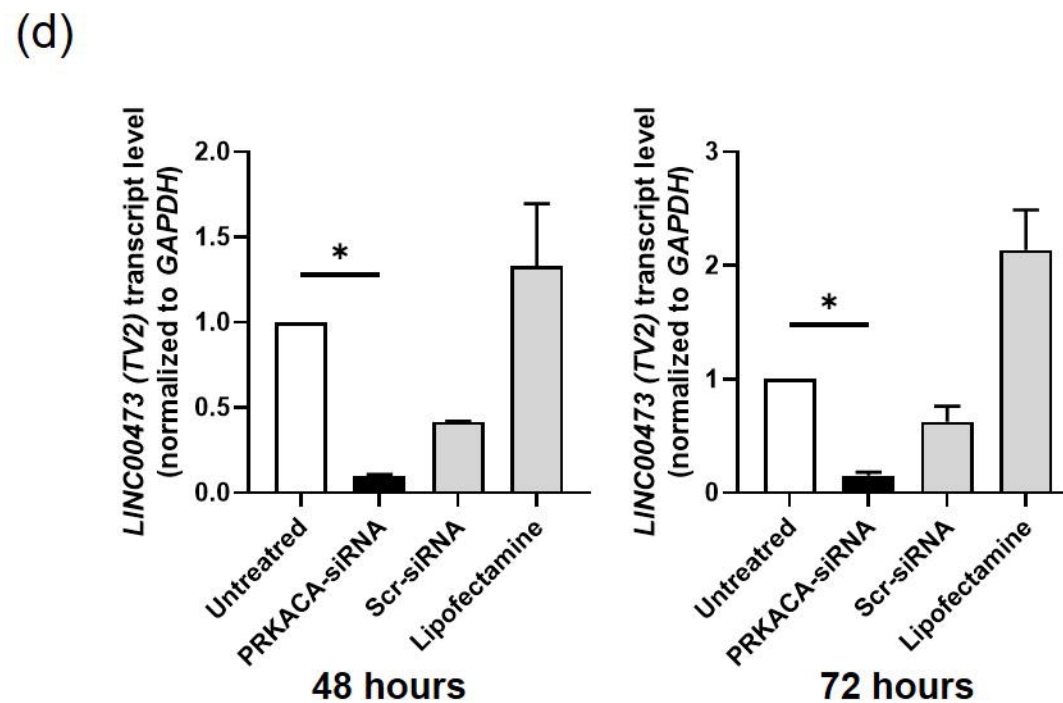 (d)
LINC00473 (TV2) transcript level
(normalized to GAPDH)
2.0
1.5
1.0
0.5
0.0
*
Untreatred
PRKACA-siRNA
Scr-siRNA
Lipofectamine
48 hours
LINC00473 (TV2) transcript level
(normalized to GAPDH)
3
2
1
0
*
Untreatred
PRKACA-siRNA
Scr-siRNA
Lipofectamine
72 hours